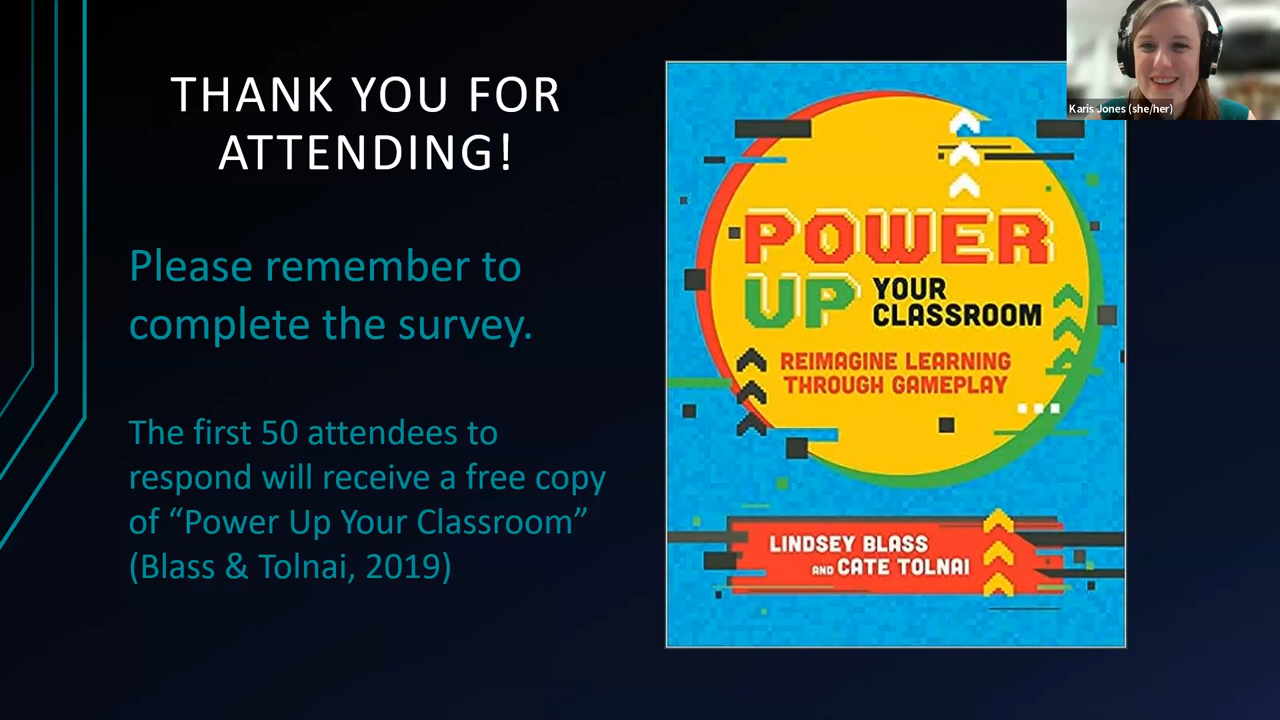 THANK YOU FOR
ATTENDING!
Please remember to
complete the survey.
The first 50 attendees to
respond will receive a free copy
of “Power Up Your Classroom”
(Blass & Tolnai, 2019)
POWER
UP YOUR
CLASSROOM
REIMAGINE LEARNING
THROUGH GAMEPLAY
LINDSEY BLASS
AND CATE TOLNAI
Karis Jones (she/her)